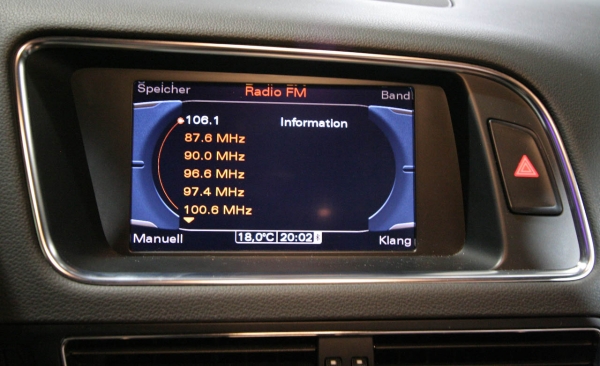 Speicher Radio FM Band
106.1 Information
87.6 MHz
90.0 MHz
96.6 MHz
97.4 MHz
100.6 MHz
Manuell 18,0°C 20:02 Klang